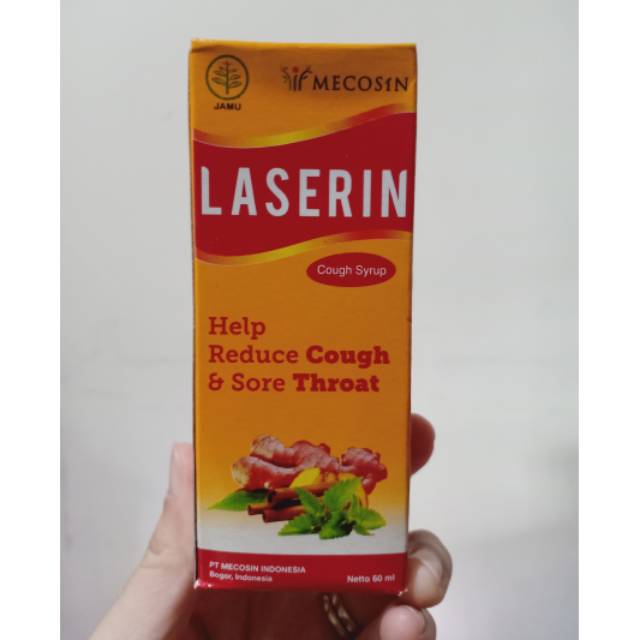 JAMU
MECOSIN
LASERIN
Cough Syrup
Help
Reduce Cough
& Sore Throat
PT MECOSIN INDONESIA
Bogor, Indonesia
Netto 60 ml